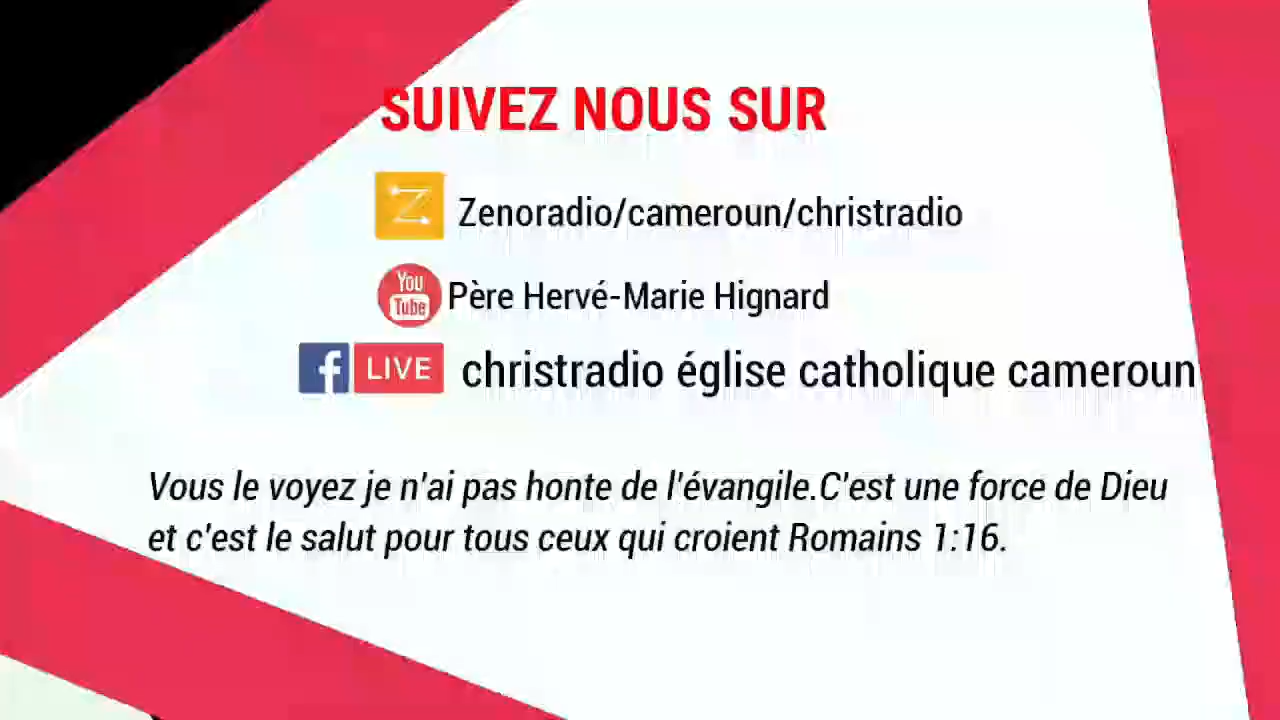 SUIVEZ NOUS SUR
Z Zenoradio/cameroun/christradio
You
Tube Père Hervé-Marie Hignard
f LIVE christradio église catholique cameroun
Vous le voyez je n'ai pas honte de l'évangile.C'est une force de Dieu
et c'est le salut pour tous ceux qui croient Romains 1:16.